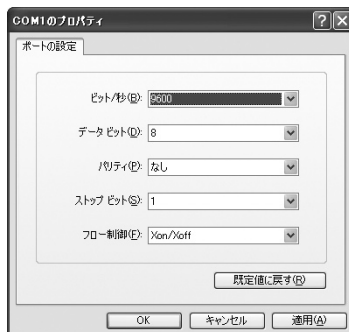 COM1のプロパティ
ポートの設定
ビット/秒(B): 9600
データ ビット(D): 8
パリティ(P): なし
ストップ ビット(S): 1
フロー制御(F): Xon/Xoff
既定値に戻す(R)
OK キャンセル 適用(A)